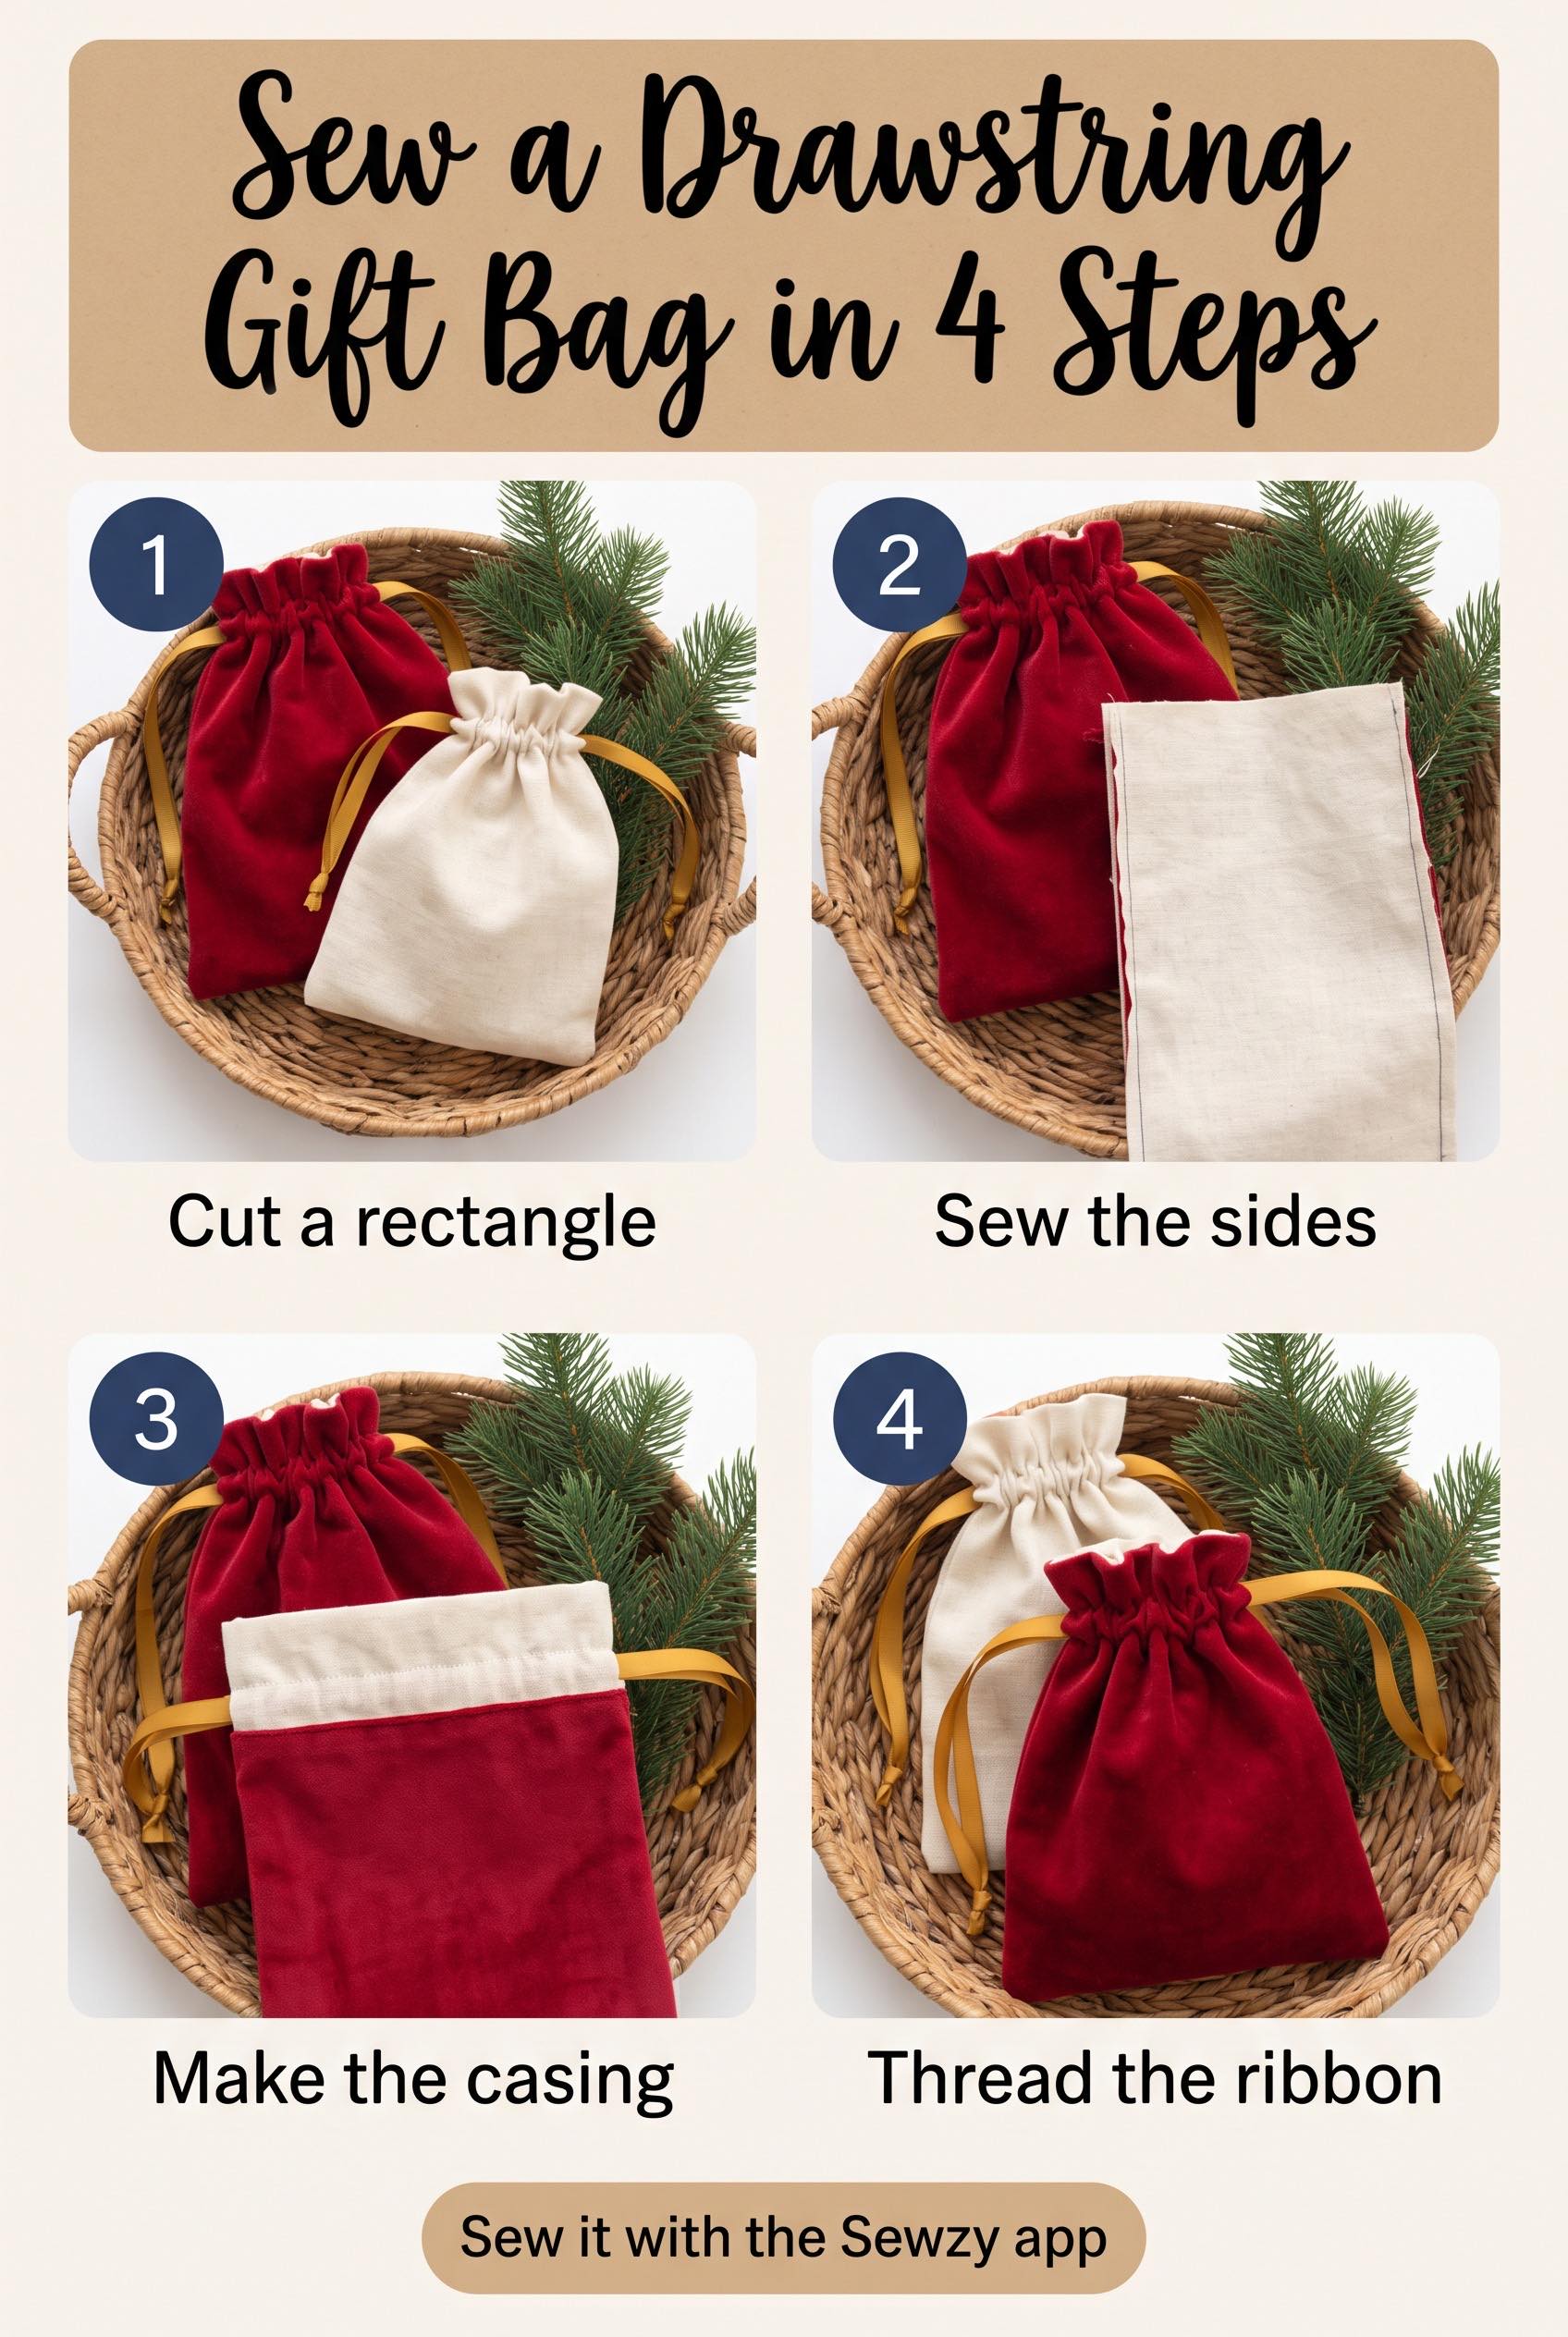 Sew a Drawstring
Gift Bag in 4 Steps
1
2
Cut a rectangle
Sew the sides
3
4
Make the casing
Thread the ribbon
Sew it with the Sewzy app